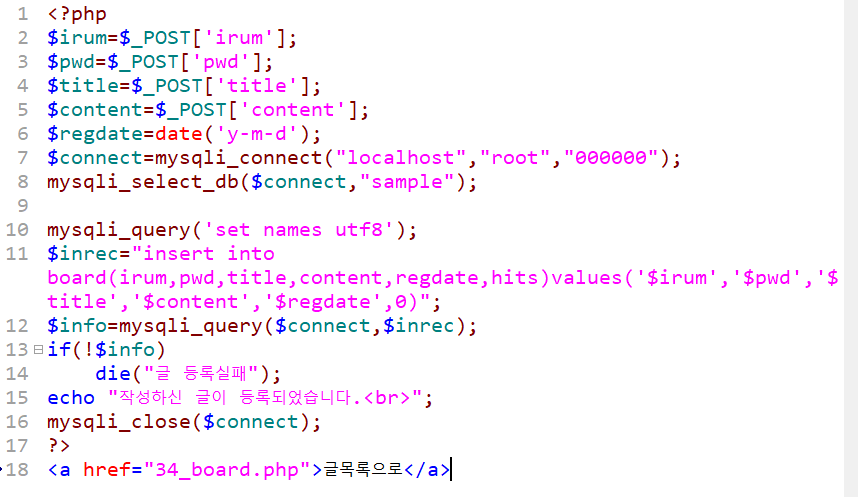 1 <?php
2 $irum=$_POST['irum'];
3 $pwd=$_POST['pwd'];
4 $title=$_POST['title'];
5 $content=$_POST['content'];
6 $regdate=date('y-m-d');
7 $connect=mysqli_connect("localhost","root","000000");
8 mysqli_select_db($connect,"sample");
9
10 mysqli_query('set names utf8');
11 $inrec="insert into
board(irum,pwd,title,content,regdate,hits)values('$irum','$pwd','$
title','$content','$regdate',0)";
12 $info=mysqli_query($connect,$inrec);
13 if(!$info)
14     die("글 등록실패");
15 echo "작성하신 글이 등록되었습니다.<br>";
16 mysqli_close($connect);
17 ?>
18 <a href="34_board.php">글목록으로</a>